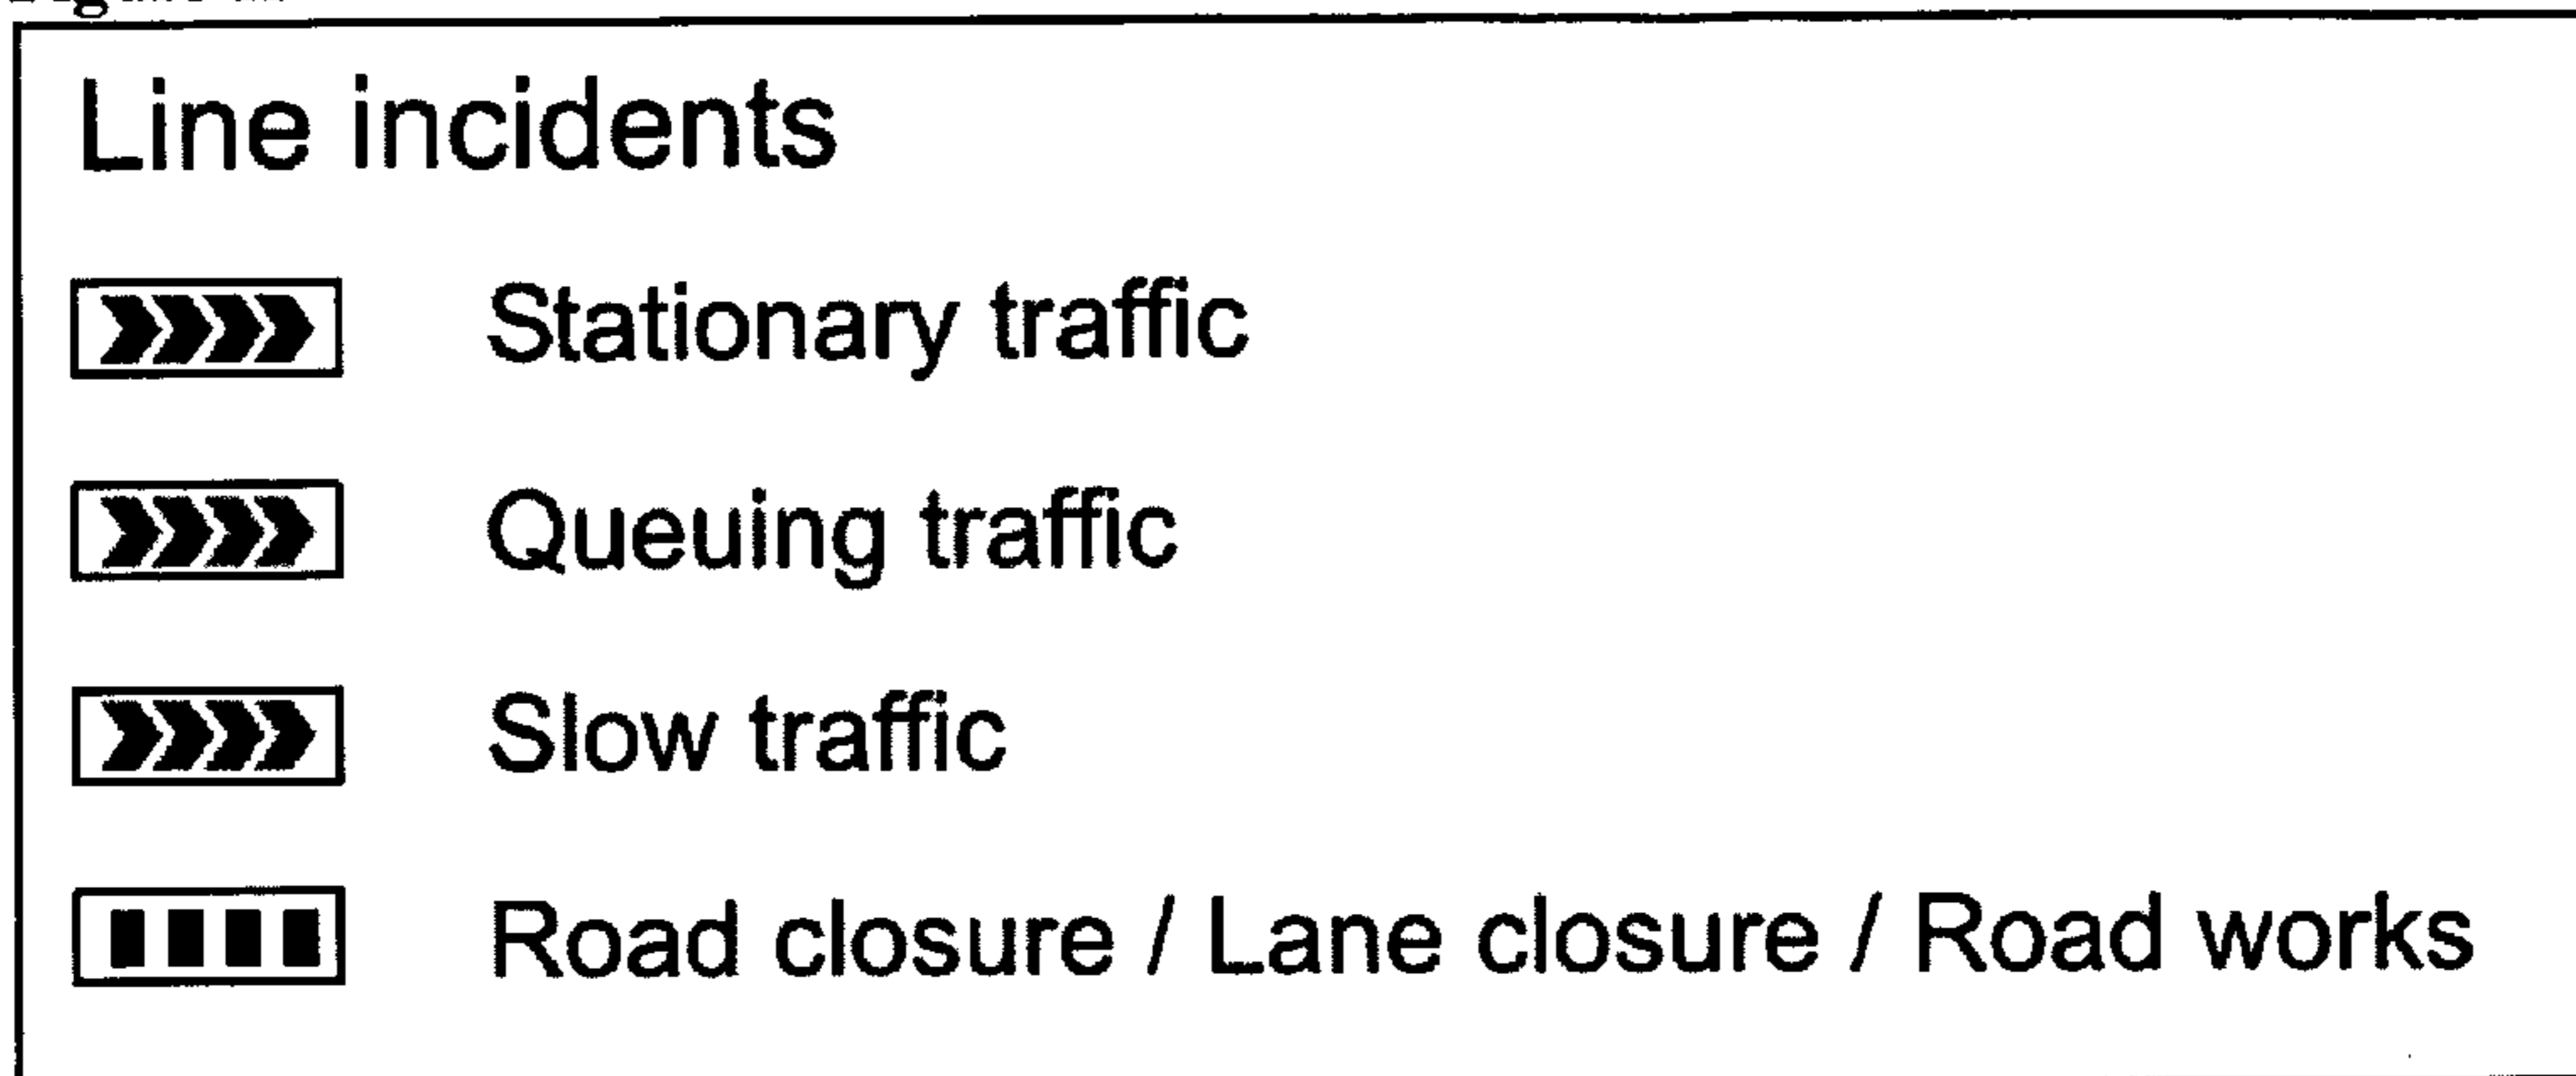 Line incidents
Stationary traffic
Queuing traffic
Slow traffic
Road closure / Lane closure / Road works